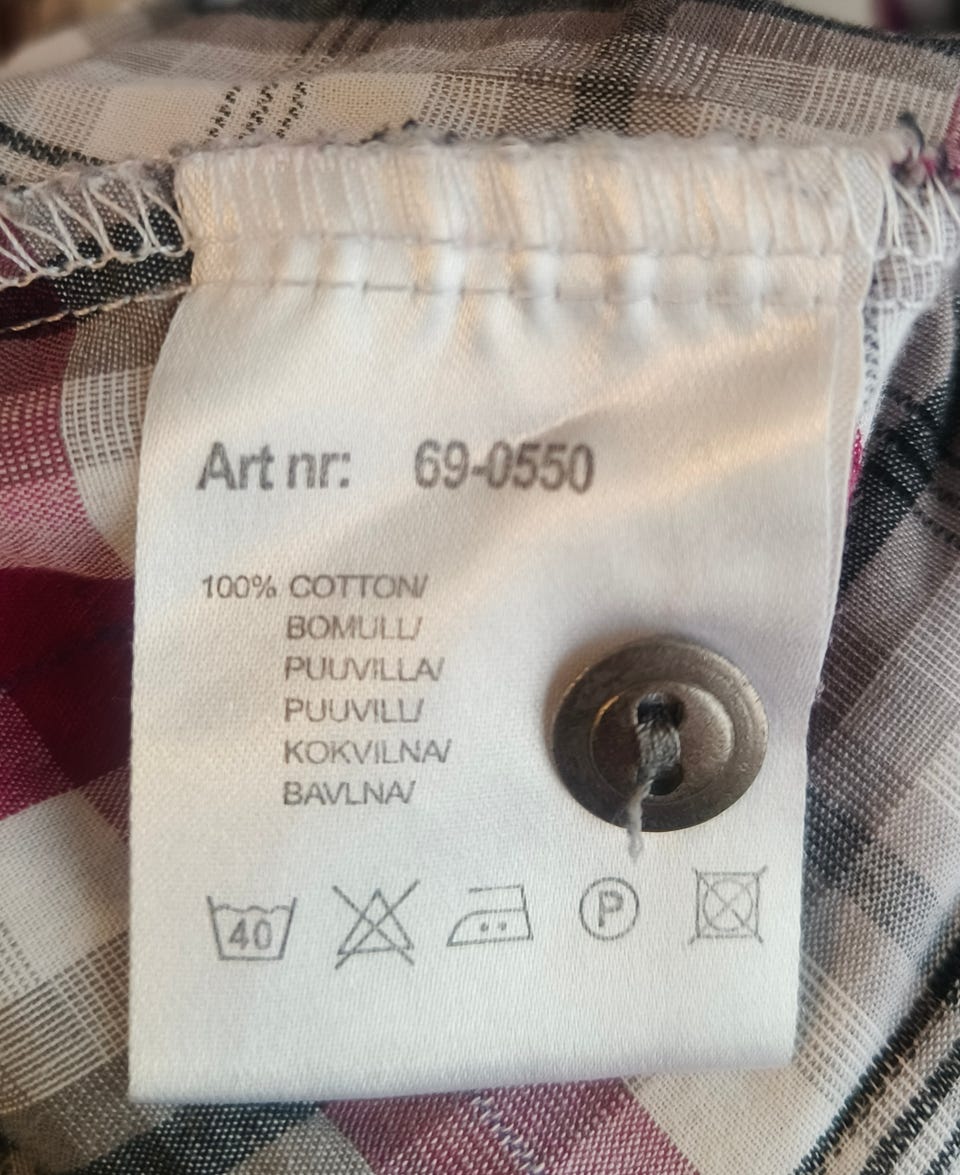 Art nr: 69-0550
100% COTTON/
BOMULL/
PUUVILLA/
PUUVILL/
KOKVILNA/
BAVLNA/
40 P